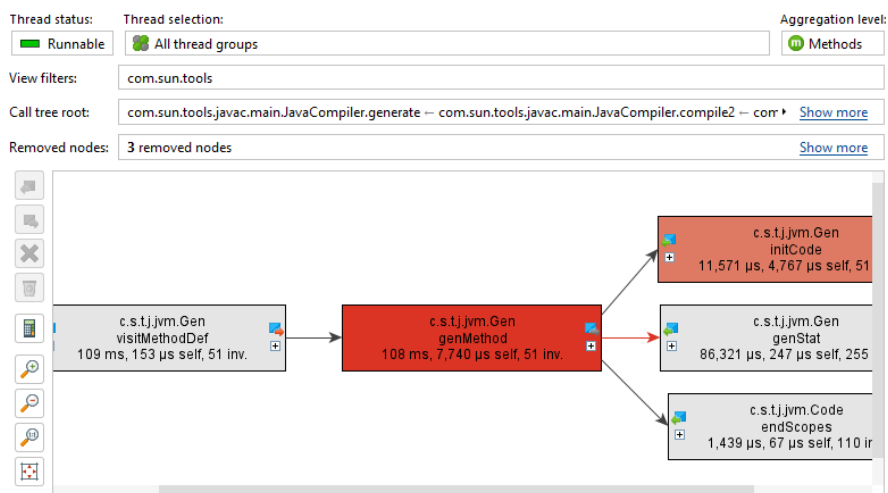 Thread status:
Thread selection:
Aggregation level:
Runnable
All thread groups
m Methods
View filters:
com.sun.tools
Call tree root:
com.sun.tools.javac.main.JavaCompiler.generate ← com.sun.tools.javac.main.JavaCompiler.compile2 ← com
Show more
Removed nodes:
3 removed nodes
Show more
c.s.t.j.jvm.Gen
visitMethodDef
109 ms, 153 µs self, 51 inv.
c.s.t.j.jvm.Gen
genMethod
108 ms, 7,740 µs self, 51 inv.
c.s.t.j.jvm.Gen
initCode
11,571 µs, 4,767 µs self, 51
c.s.t.j.jvm.Gen
genStat
86,321 µs, 247 µs self, 255
c.s.t.j.jvm.Code
endScopes
1,439 µs, 67 µs self, 110 in